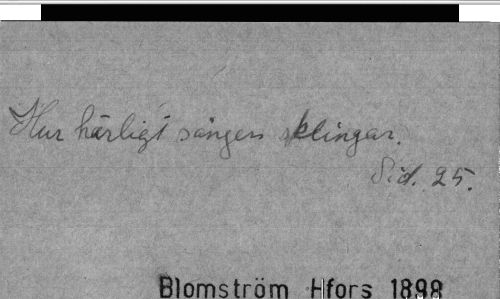 Hur härligt sången klingar.
Sid. 25.
Blomström Hfors 1898